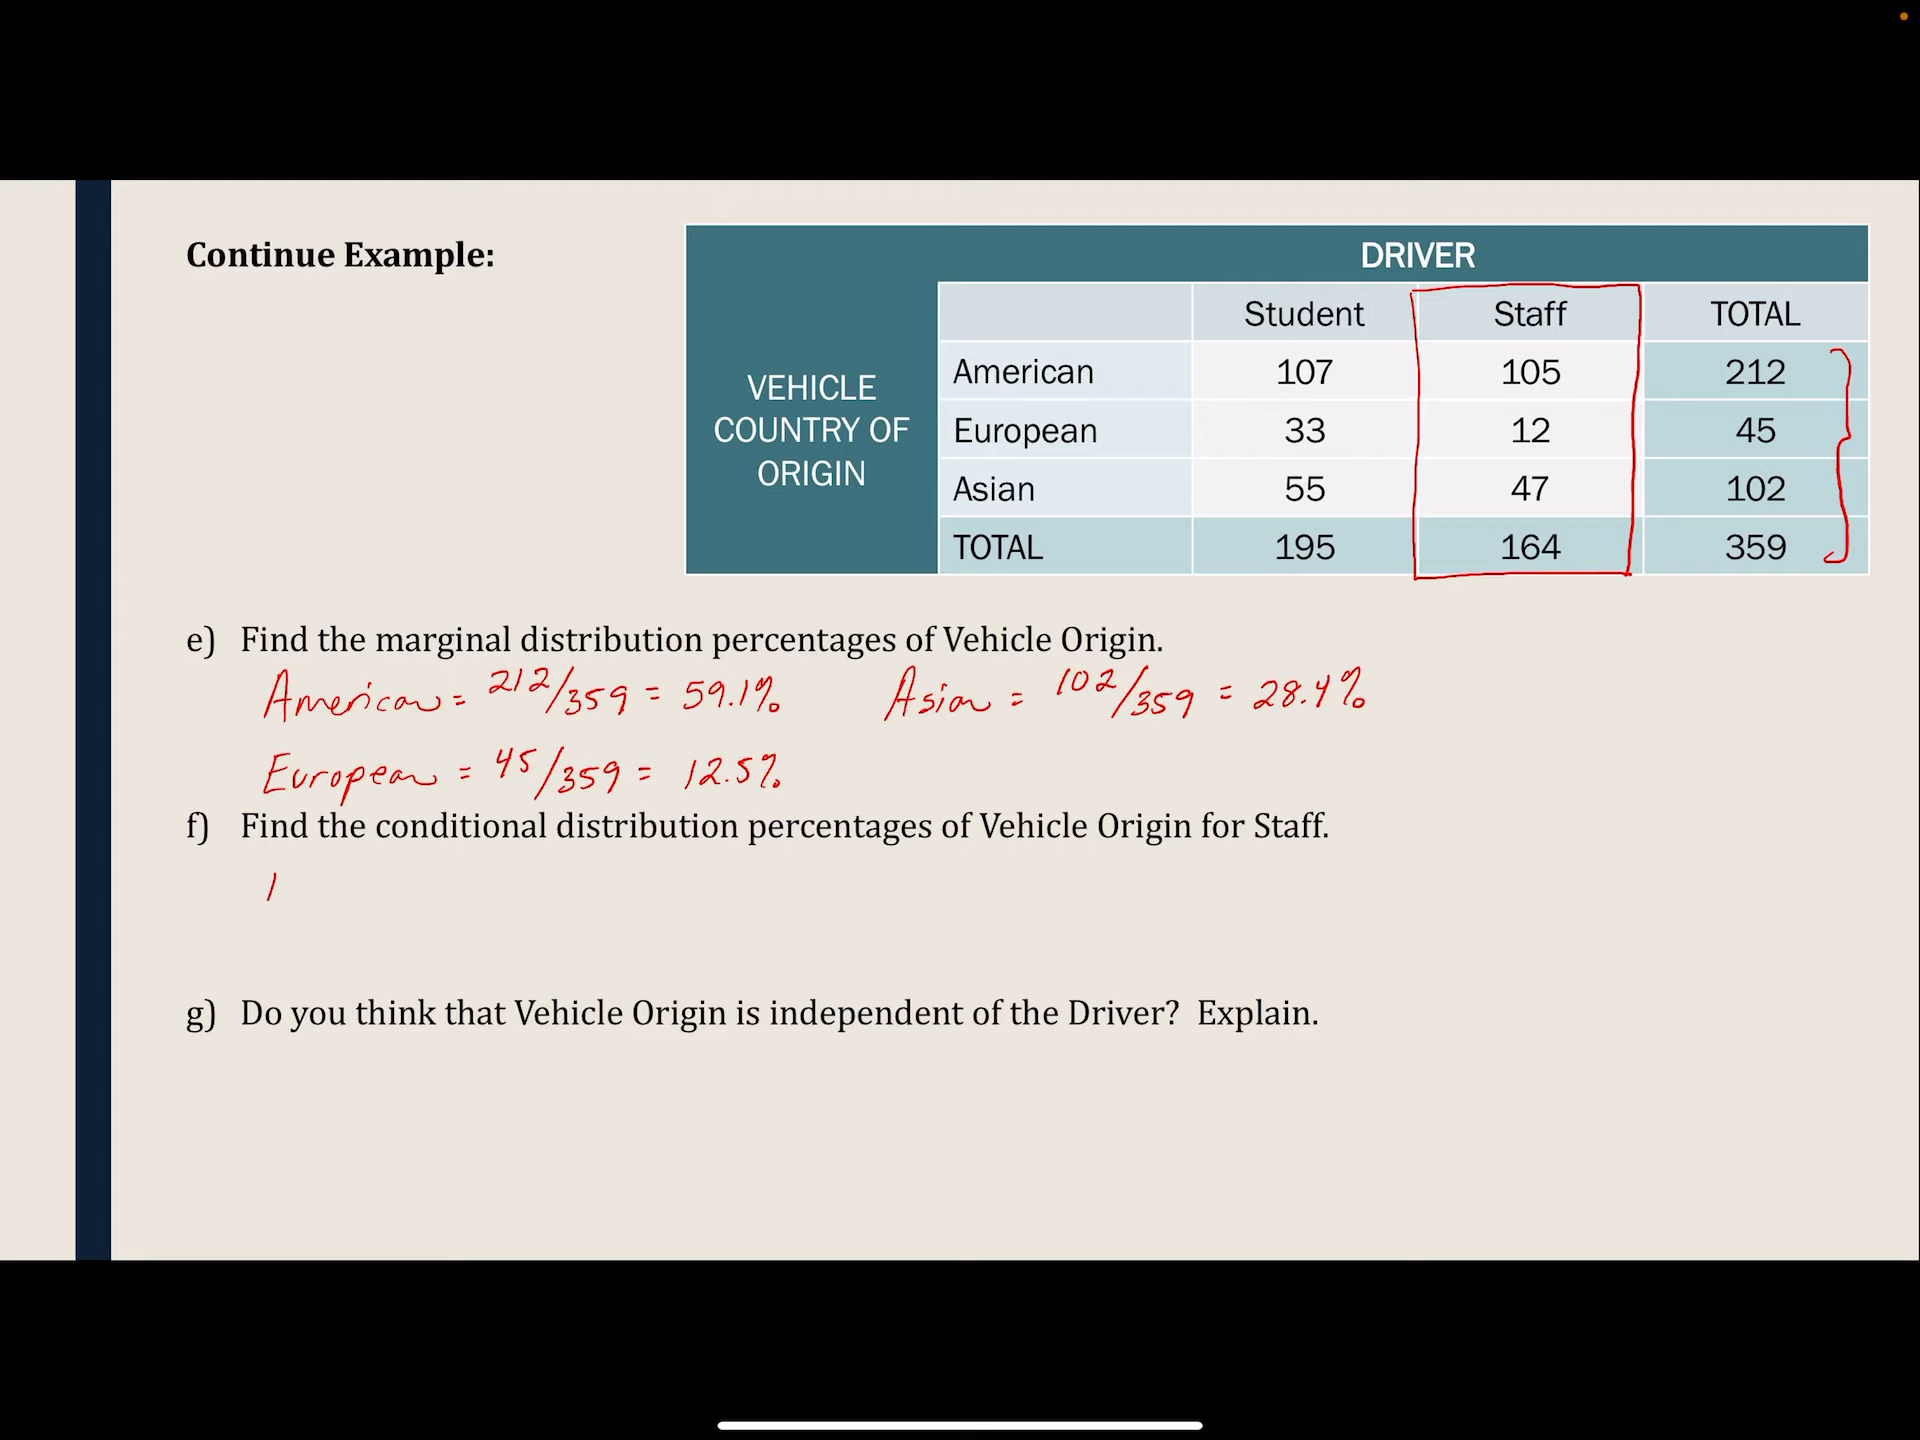 Continue Example:
DRIVER
Student Staff TOTAL
VEHICLE COUNTRY OF ORIGIN
American 107 105 212
European 33 12 45
Asian 55 47 102
TOTAL 195 164 359
e) Find the marginal distribution percentages of Vehicle Origin.
American = 212/359 = 59.1% Asian = 102/359 = 28.4%
European = 45/359 = 12.5%
f) Find the conditional distribution percentages of Vehicle Origin for Staff.
g) Do you think that Vehicle Origin is independent of the Driver? Explain.